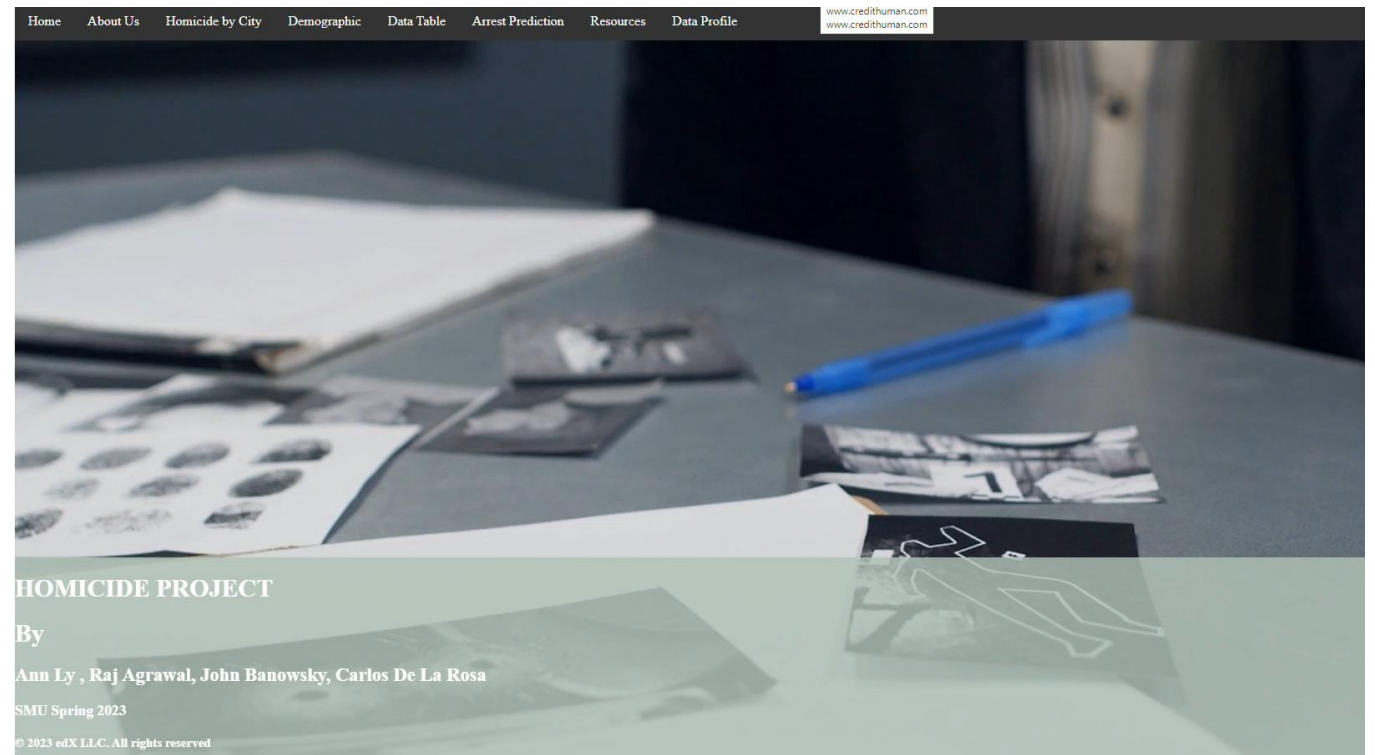 Home About Us Homicide by City Demographic Data Table Arrest Prediction Resources Data Profile
www.credithuman.com
www.credithuman.com
HOMICIDE PROJECT
By
Ann Ly , Raj Agrawal, John Banowsky, Carlos De La Rosa
SMU Spring 2023
© 2023 edX LLC. All rights reserved